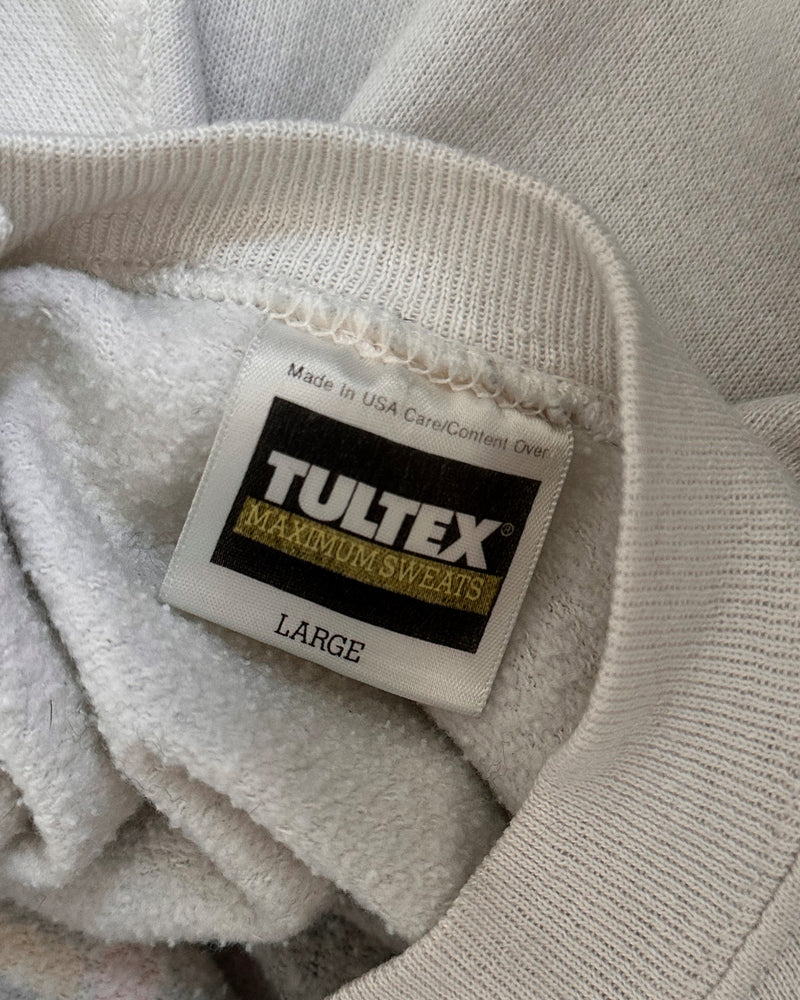 Made In USA Care/Content Over
TULTEX®
MAXIMUM SWEATS
LARGE